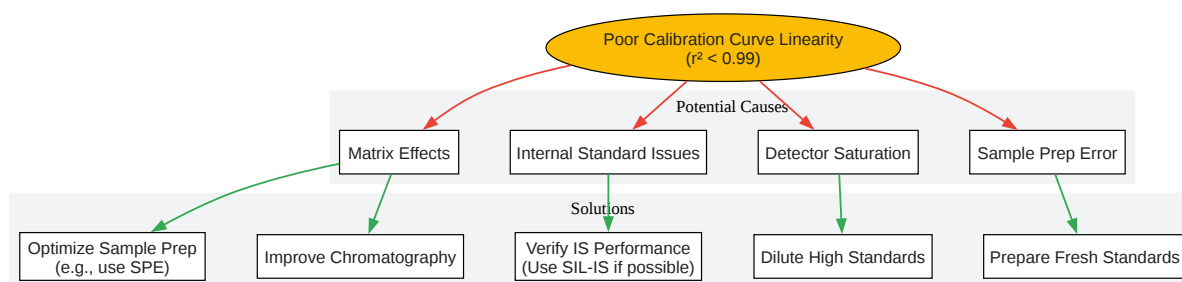 Poor Calibration Curve Linearity
(r² < 0.99)
Potential Causes
Matrix Effects
Internal Standard Issues
Detector Saturation
Sample Prep Error
Solutions
Optimize Sample Prep
(e.g., use SPE)
Improve Chromatography
Verify IS Performance
(Use SIL-IS if possible)
Dilute High Standards
Prepare Fresh Standards